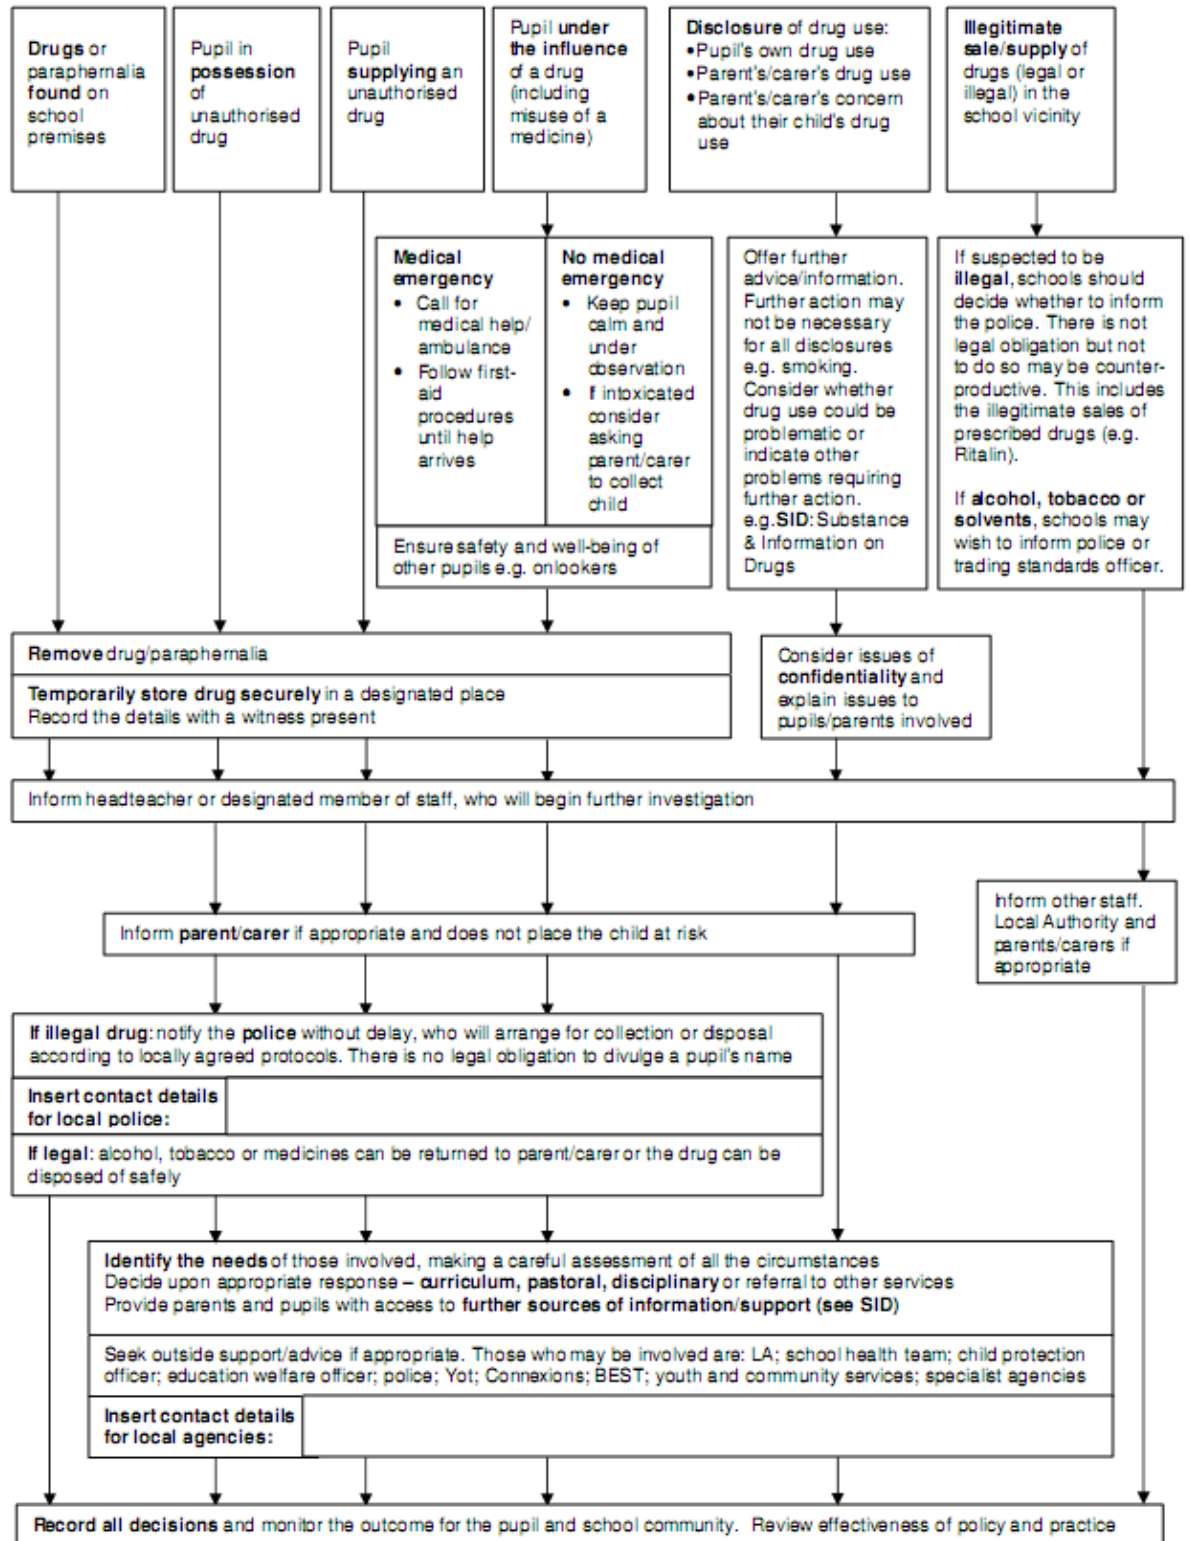 Drugs or
paraphernalia
found on
school
premises
Pupil in
possession
of
unauthorised
drug
Pupil
supplying an
unauthorised
drug
Pupil under
the influence
of a drug
(including
misuse of a
medicine)
Disclosure of drug use:
•Pupil's own drug use
•Parent's/carer's drug use
•Parent's/carer's concern
about their child's drug
use
Illegitimate
sale/supply of
drugs (legal or
illegal) in the
school vicinity
Medical
emergency
• Call for
medical help/
ambulance
• Follow first-
aid
procedures
until help
arrives
No medical
emergency
• Keep pupil
calm and
under
observation
• If intoxicated
consider
asking
parent/carer
to collect
child
Ensure safety and well-being of
other pupils e.g. onlookers
Offer further
advice/information.
Further action may
not be necessary
for all disclosures
e.g. smoking.
Consider whether
drug use could be
problematic or
indicate other
problems requiring
further action.
e.g.SID: Substance
& Information on
Drugs
If suspected to be
illegal, schools should
decide whether to inform
the police. There is not
legal obligation but not
to do so may be counter-
productive. This includes
the illegitimate sales of
prescribed drugs (e.g.
Ritalin).
If alcohol, tobacco or
solvents, schools may
wish to inform police or
trading standards officer.
Remove drug/paraphernalia
Temporarily store drug securely in a designated place
Record the details with a witness present
Consider issues of
confidentiality and
explain issues to
pupils/parents involved
Inform headteacher or designated member of staff, who will begin further investigation
Inform parent/carer if appropriate and does not place the child at risk
Inform other staff.
Local Authority and
parents/carers if
appropriate
If illegal drug: notify the police without delay, who will arrange for collection or disposal
according to locally agreed protocols. There is no legal obligation to divulge a pupil's name
Insert contact details
for local police:
If legal: alcohol, tobacco or medicines can be returned to parent/carer or the drug can be
disposed of safely
Identify the needs of those involved, making a careful assessment of all the circumstances
Decide upon appropriate response – curriculum, pastoral, disciplinary or referral to other services
Provide parents and pupils with access to further sources of information/support (see SID)
Seek outside support/advice if appropriate. Those who may be involved are: LA; school health team; child protection
officer; education welfare officer; police; Yot; Connexions; BEST; youth and community services; specialist agencies
Insert contact details
for local agencies:
Record all decisions and monitor the outcome for the pupil and school community. Review effectiveness of policy and practice